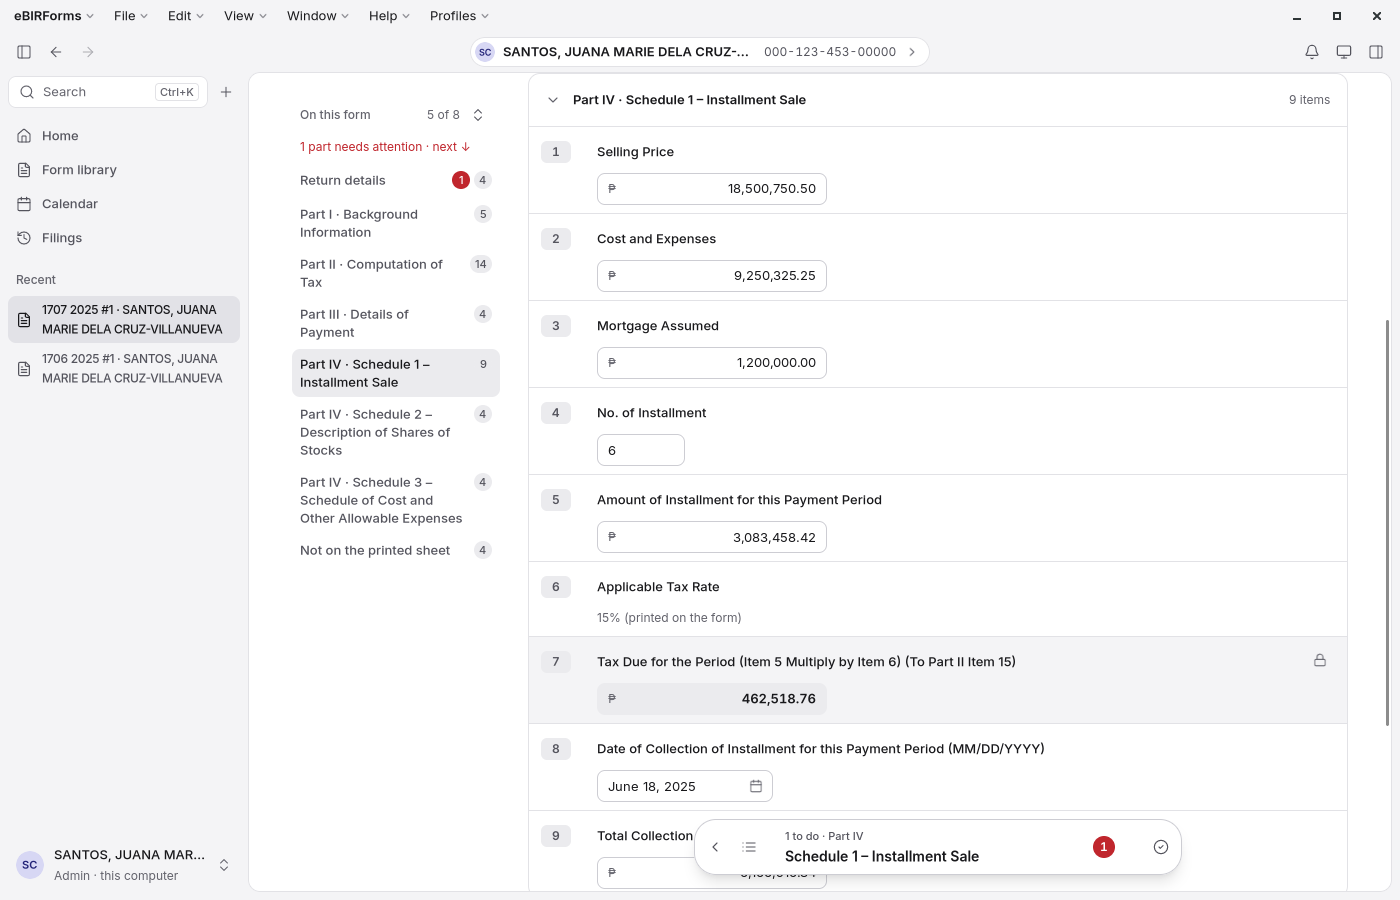 eBIRForms
File
Edit
View
Window
Help
Profiles
SC
SANTOS, JUANA MARIE DELA CRUZ-...
000-123-453-00000
Search
Ctrl+K
Home
Form library
Calendar
Filings
Recent
1707 2025 #1 · SANTOS, JUANA
MARIE DELA CRUZ-VILLANUEVA
1706 2025 #1 · SANTOS, JUANA
MARIE DELA CRUZ-VILLANUEVA
SC
SANTOS, JUANA MAR...
Admin · this computer
On this form
5 of 8
1 part needs attention · next ↓
Return details
1
4
Part I · Background
Information
5
Part II · Computation of
Tax
14
Part III · Details of
Payment
4
Part IV · Schedule 1 –
Installment Sale
9
Part IV · Schedule 2 –
Description of Shares of
Stocks
4
Part IV · Schedule 3 –
Schedule of Cost and
Other Allowable Expenses
4
Not on the printed sheet
4
Part IV · Schedule 1 – Installment Sale
9 items
1
Selling Price
₱ 18,500,750.50
2
Cost and Expenses
₱ 9,250,325.25
3
Mortgage Assumed
₱ 1,200,000.00
4
No. of Installment
6
5
Amount of Installment for this Payment Period
₱ 3,083,458.42
6
Applicable Tax Rate
15% (printed on the form)
7
Tax Due for the Period (Item 5 Multiply by Item 6) (To Part II Item 15)
₱ 462,518.76
8
Date of Collection of Installment for this Payment Period (MM/DD/YYYY)
June 18, 2025
9
Total Collection
₱
1 to do · Part IV
Schedule 1 – Installment Sale
1